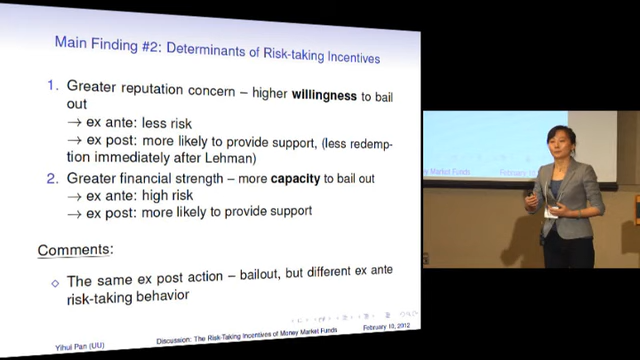 Main Finding #2: Determinants of Risk-taking Incentives
1. Greater reputation concern – higher willingness to bail
out
→ ex ante: less risk
→ ex post: more likely to provide support, (less redemp-
tion immediately after Lehman)
2. Greater financial strength – more capacity to bail out
→ ex ante: high risk
→ ex post: more likely to provide support
Comments:
◇ The same ex post action – bailout, but different ex ante
risk-taking behavior
Yihui Pan (UU)
Discussion: The Risk-Taking Incentives of Money Market Funds
February 10, 2012
Market Funds
February